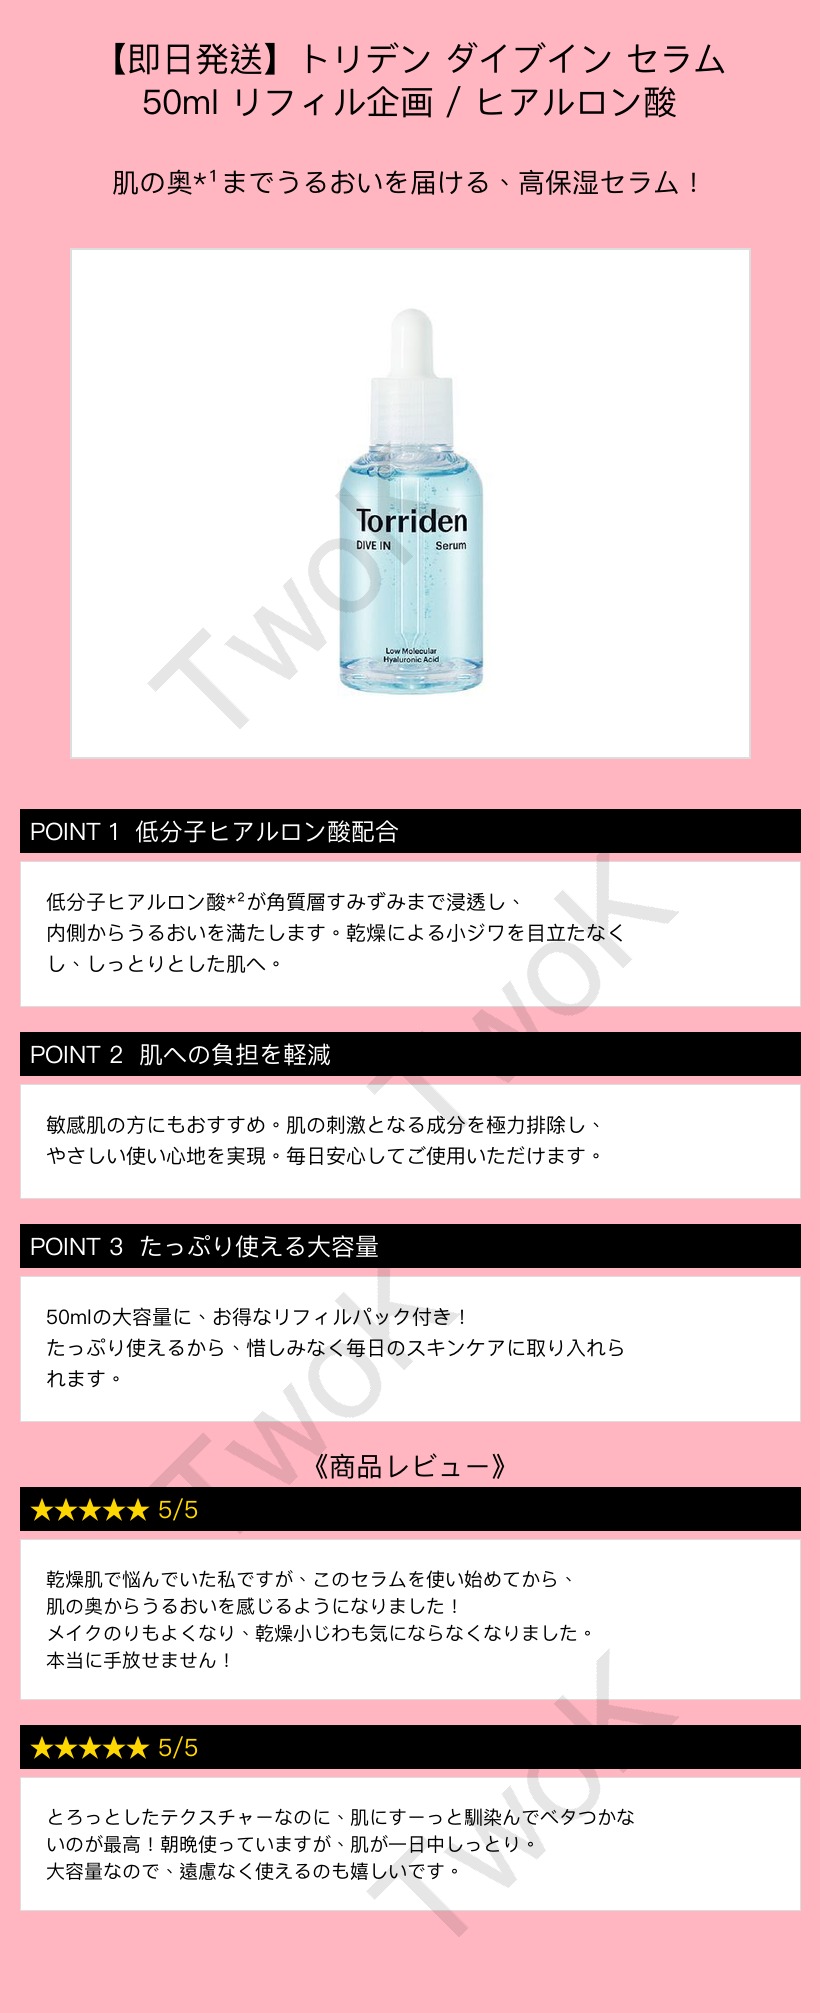 【即日発送】トリデン ダイブイン セラム
50ml リフィル企画 / ヒアルロン酸
肌の奥*¹までうるおいを届ける、高保湿セラム！
Torriden
DIVE IN Serum
Low Molecular
Hyaluronic Acid
TwoK
POINT 1 低分子ヒアルロン酸配合
低分子ヒアルロン酸*²が角質層すみずみまで浸透し、
内側からうるおいを満たします。乾燥による小ジワを目立たなく
し、しっとりとした肌へ。
TwoK
POINT 2 肌への負担を軽減
敏感肌の方にもおすすめ。肌の刺激となる成分を極力排除し、
やさしい使い心地を実現。毎日安心してご使用いただけます。
POINT 3 たっぷり使える大容量
50mlの大容量に、お得なリフィルパック付き！
たっぷり使えるから、惜しみなく毎日のスキンケアに取り入れら
れます。
TwoK
《商品レビュー》
★★★★★ 5/5
乾燥肌で悩んでいた私ですが、このセラムを使い始めてから、
肌の奥からうるおいを感じるようになりました！
メイクのりもよくなり、乾燥小じわも気にならなくなりました。
本当に手放せません！
★★★★★ 5/5
とろっとしたテクスチャーなのに、肌にすーっと馴染んでベタつかな
いのが最高！朝晩使っていますが、肌が一日中しっとり。
大容量なので、遠慮なく使えるのも嬉しいです。
TwoK